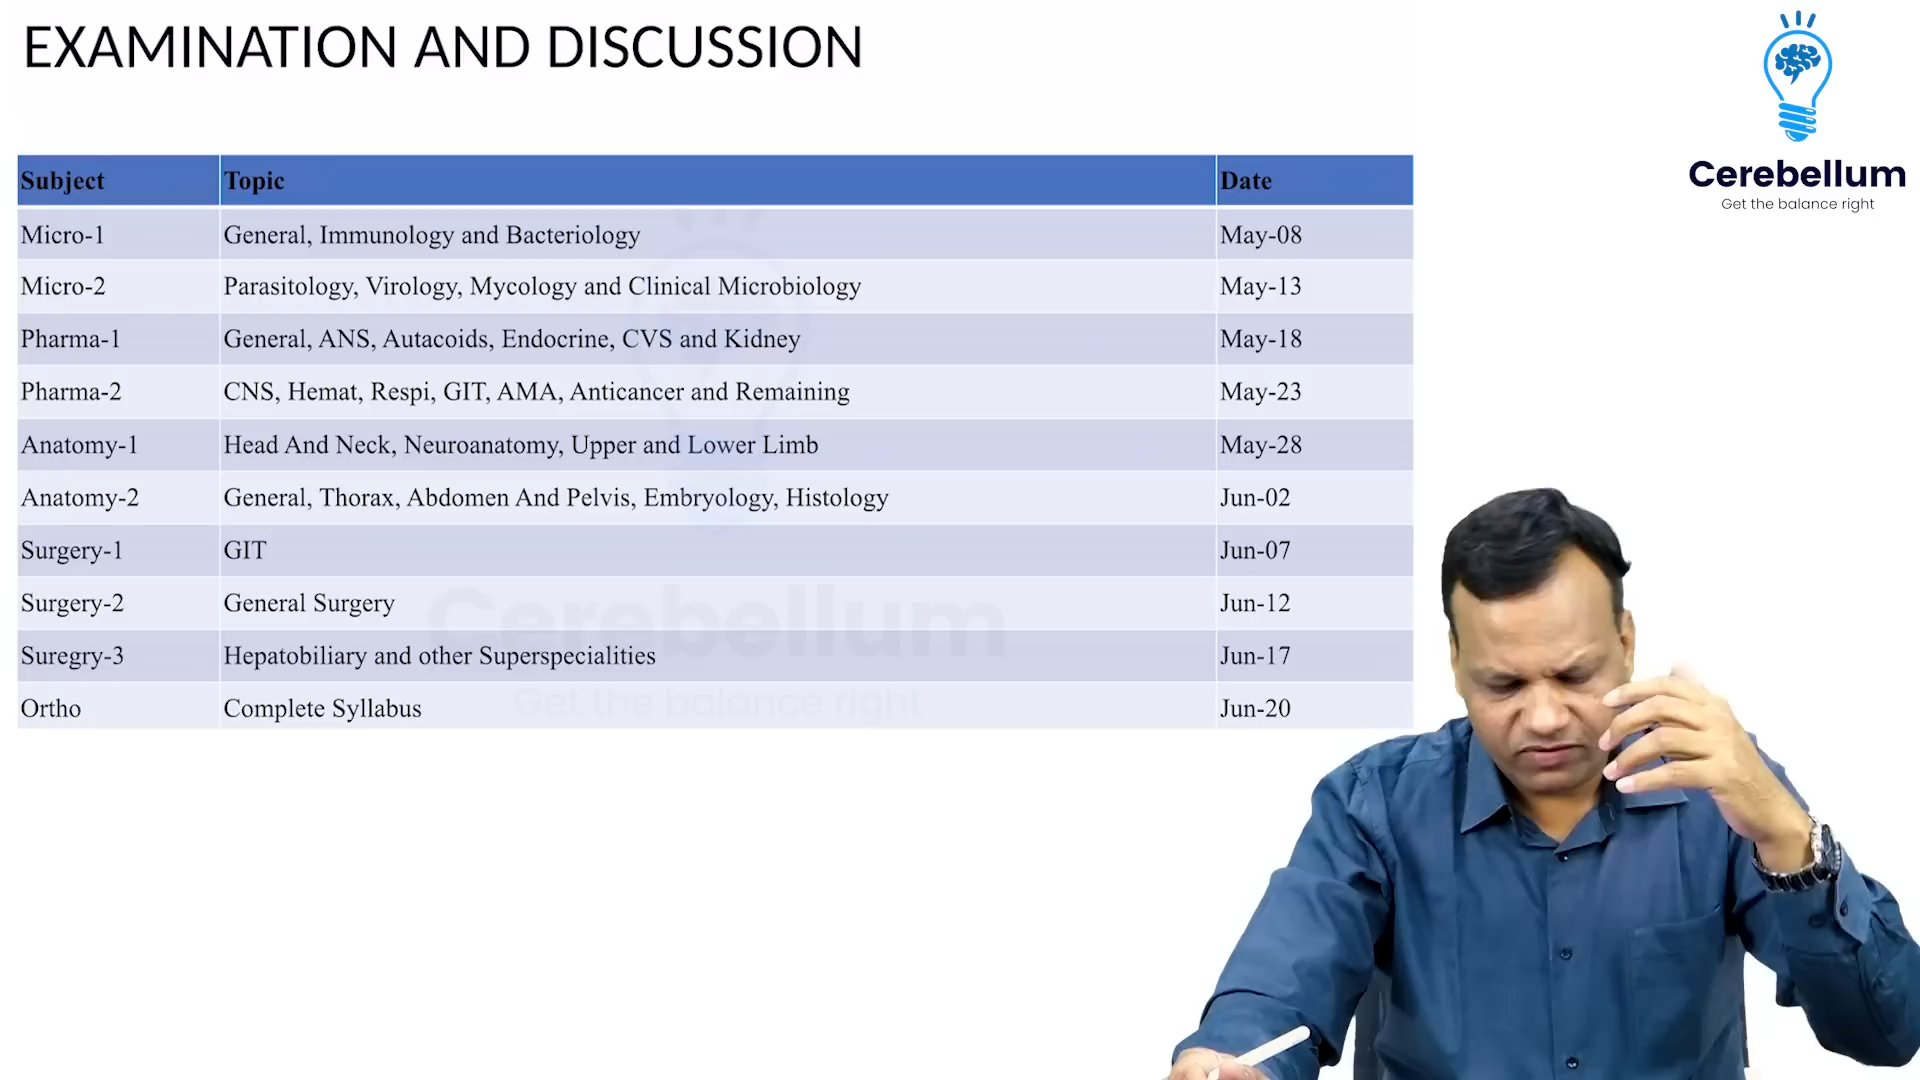 EXAMINATION AND DISCUSSION
Cerebellum
Get the balance right
Subject Topic Date
Micro-1 General, Immunology and Bacteriology May-08
Micro-2 Parasitology, Virology, Mycology and Clinical Microbiology May-13
Pharma-1 General, ANS, Autacoids, Endocrine, CVS and Kidney May-18
Pharma-2 CNS, Hemat, Respi, GIT, AMA, Anticancer and Remaining May-23
Anatomy-1 Head And Neck, Neuroanatomy, Upper and Lower Limb May-28
Anatomy-2 General, Thorax, Abdomen And Pelvis, Embryology, Histology Jun-02
Surgery-1 GIT Jun-07
Surgery-2 General Surgery Jun-12
Suregry-3 Hepatobiliary and other Superspecialities Jun-17
Ortho Complete Syllabus Jun-20
Cerebellum
Get the balance right